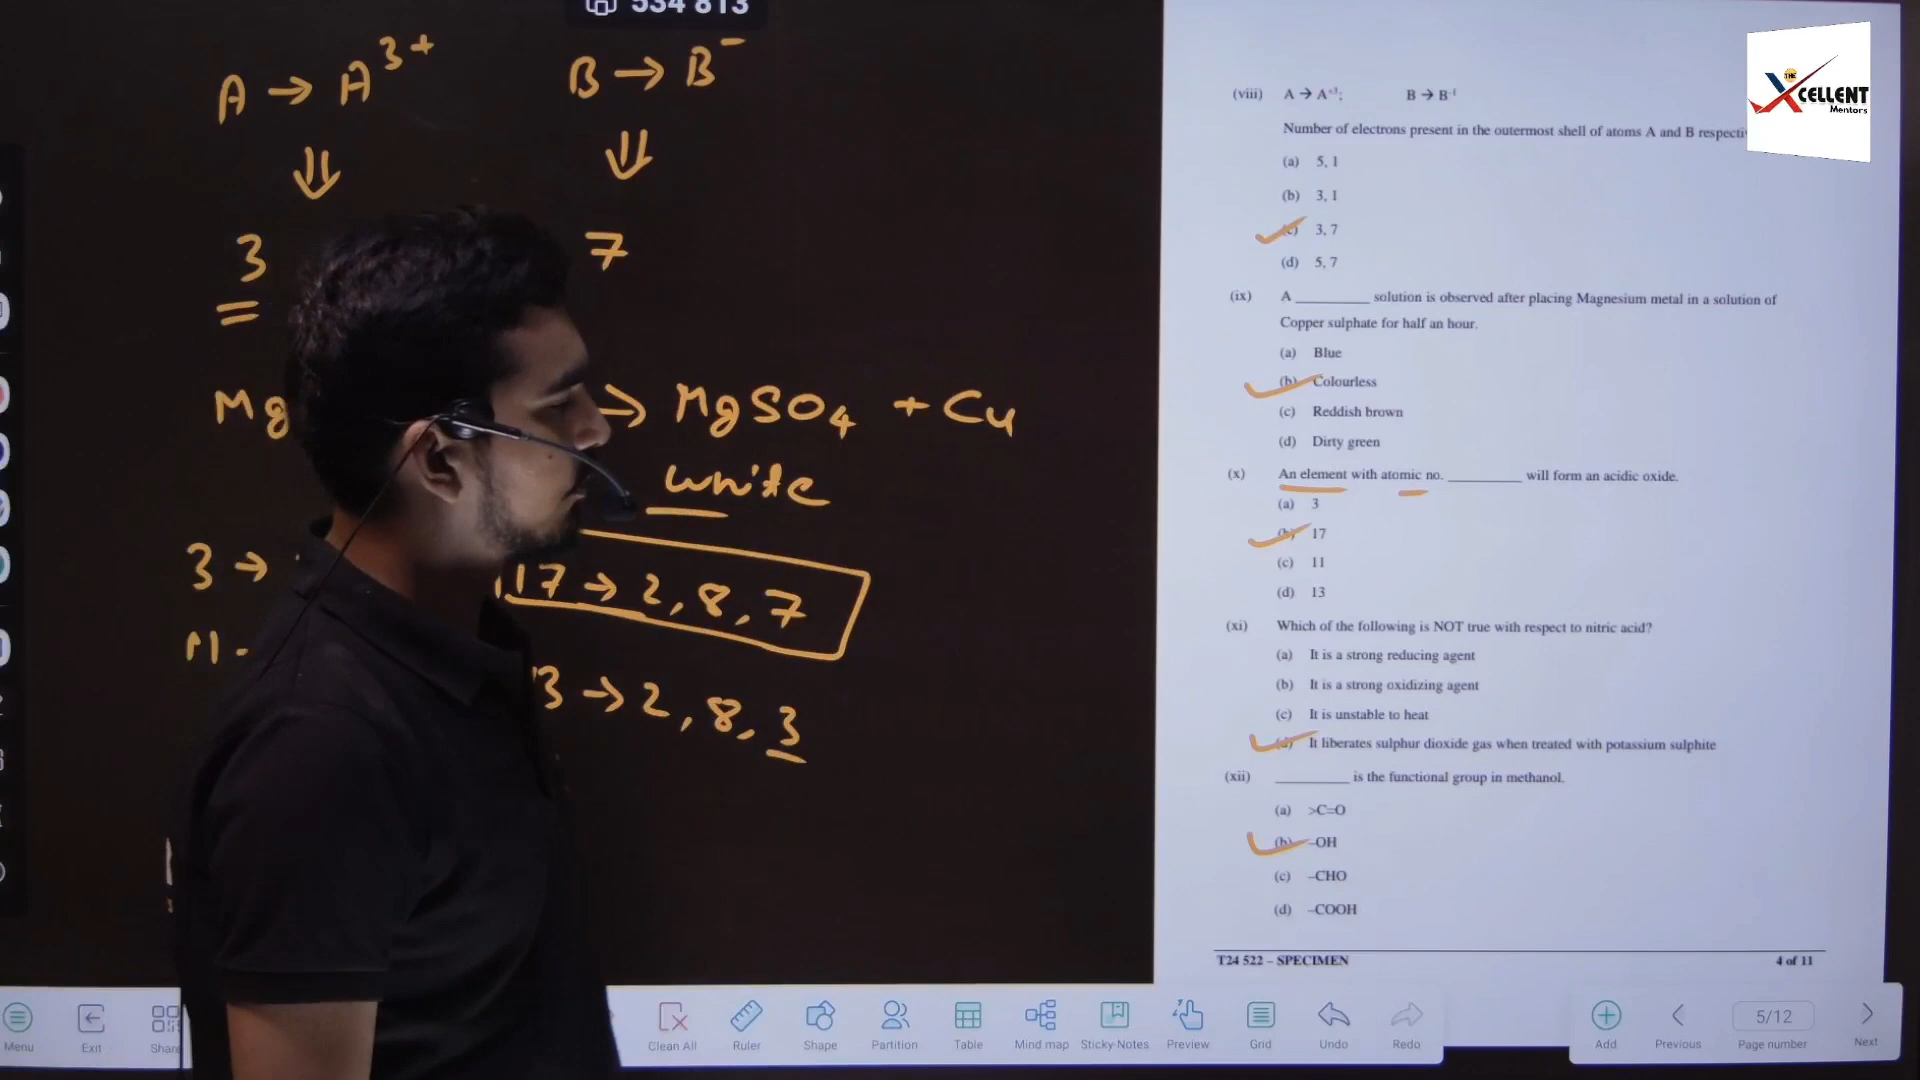 534 813
A → A³⁺
B → B⁻
⇓
⇓
3
7
Mg → MgSO₄ + Cu
white
3 →
17 → 2, 8, 7
11 -
13 → 2, 8, 3
THE
XCELLENT
Mentors
(viii) A → A⁺³; B → B⁻¹
Number of electrons present in the outermost shell of atoms A and B
(a) 5, 1
(b) 3, 1
(c) 3, 7
(d) 5, 7
(ix) A __________ solution is observed after placing Magnesium metal in a solution of
Copper sulphate for half an hour.
(a) Blue
(b) Colourless
(c) Reddish brown
(d) Dirty green
(x) An element with atomic no. __________ will form an acidic oxide.
(a) 3
(b) 17
(c) 11
(d) 13
(xi) Which of the following is NOT true with respect to nitric acid?
(a) It is a strong reducing agent
(b) It is a strong oxidizing agent
(c) It is unstable to heat
(d) It liberates sulphur dioxide gas when treated with potassium sulphite
(xii) __________ is the functional group in methanol.
(a) >C=O
(b) –OH
(c) –CHO
(d) –COOH
T24 522 – SPECIMEN 4 of 11
Menu Exit Share Clean All Ruler Shape Partition Table Mind map Sticky Notes Preview Grid Undo Redo Add Previous 5/12 Page number Next